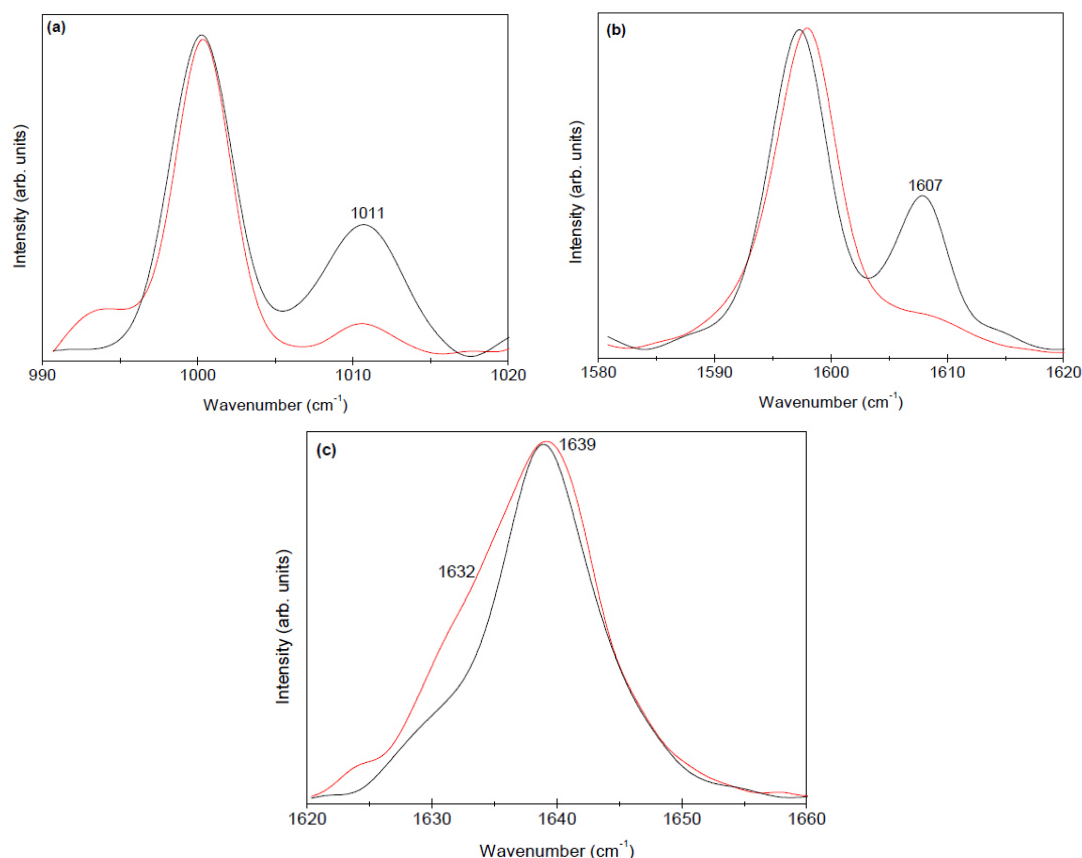 (a)
1011
Intensity (arb. units)
990 1000 1010 1020
Wavenumber (cm⁻¹)
(b)
1607
Intensity (arb. units)
1580 1590 1600 1610 1620
Wavenumber (cm⁻¹)
(c)
1639
1632
Intensity (arb. units)
1620 1630 1640 1650 1660
Wavenumber (cm⁻¹)